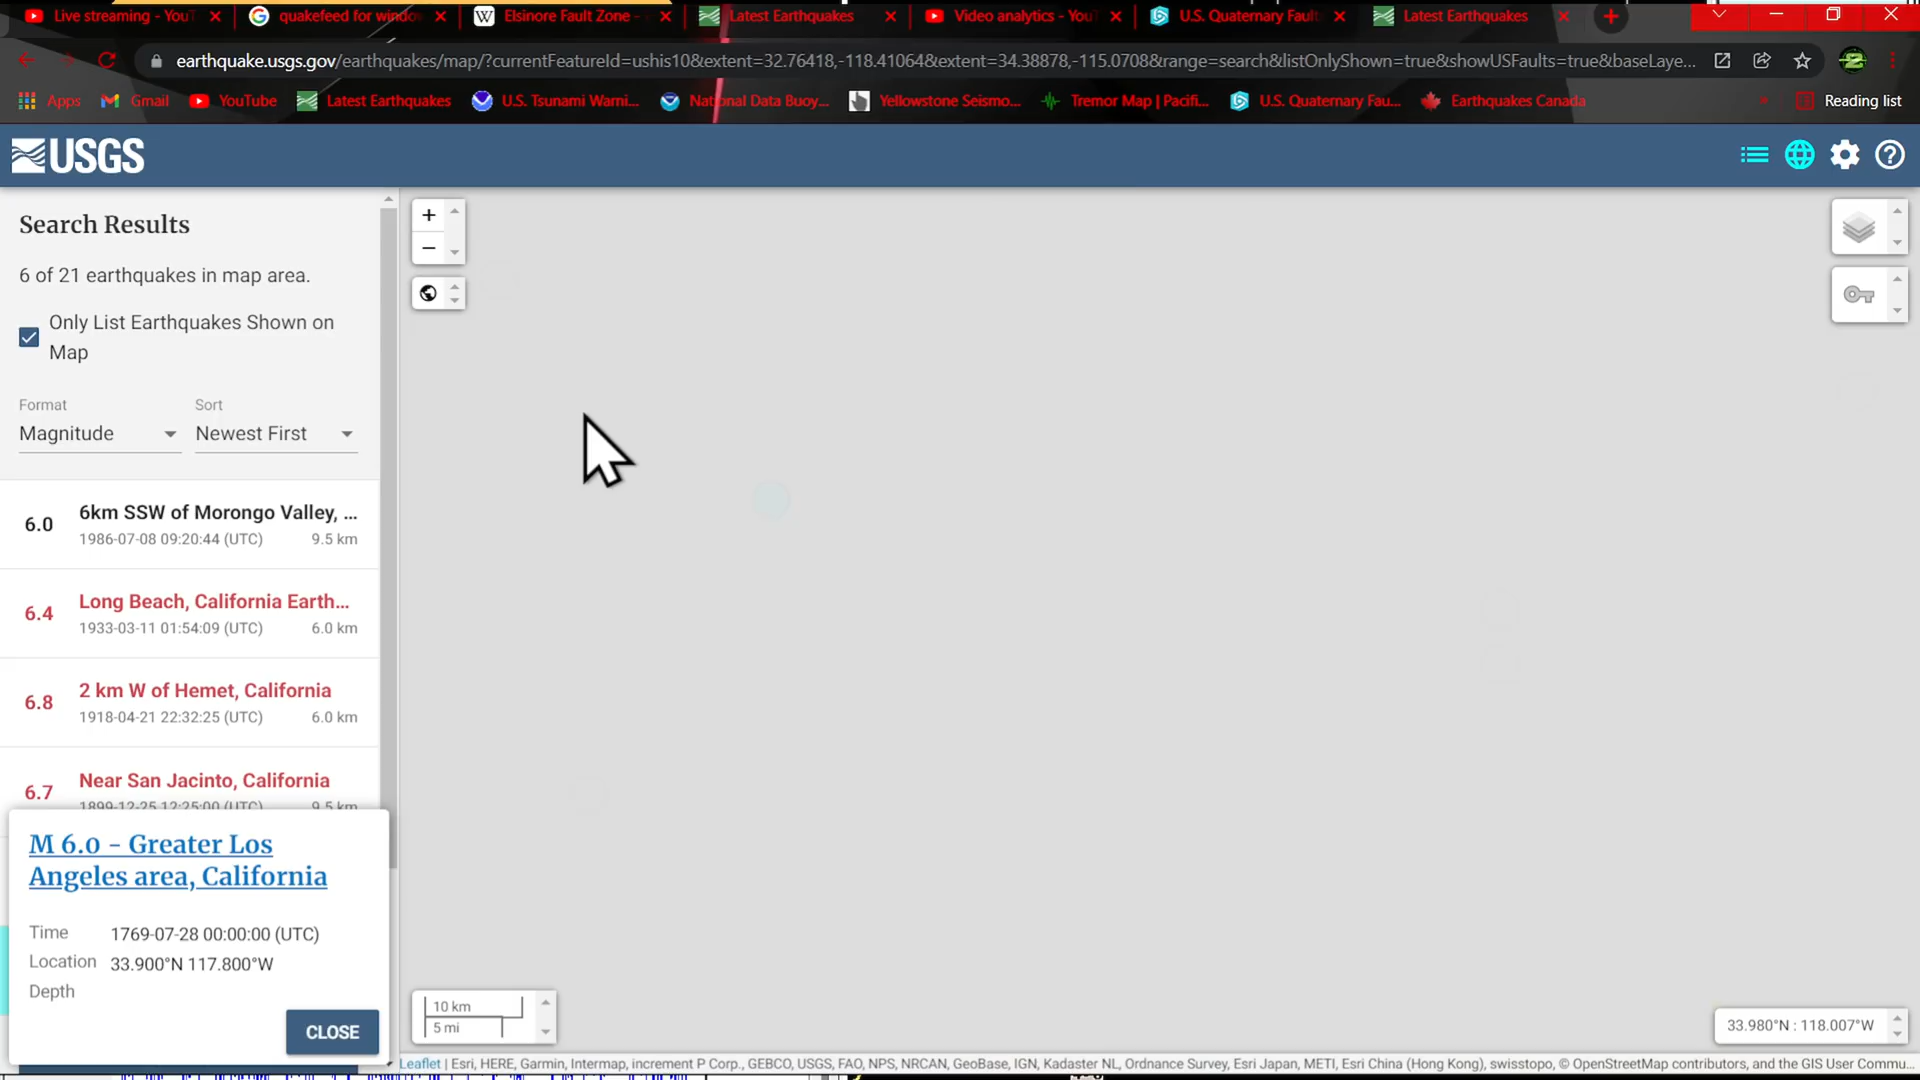 Live streaming - YouT
quakefeed for windo
Elsinore Fault Zone -
Latest Earthquakes
Video analytics - YouT
U.S. Quaternary Fault
Latest Earthquakes
earthquake.usgs.gov/earthquakes/map/?currentFeatureId=ushis10&extent=32.76418,-118.41064&extent=34.38878,-115.0708&range=search&listOnlyShown=true&showUSFaults=true&baseLaye...
Apps
Gmail
YouTube
Latest Earthquakes
U.S. Tsunami Warni...
National Data Buoy...
Yellowstone Seismo...
Tremor Map | Pacifi...
U.S. Quaternary Fau...
Earthquakes Canada
Reading list
USGS
Search Results
6 of 21 earthquakes in map area.
Only List Earthquakes Shown on
Map
Format
Sort
Magnitude
Newest First
6.0
6km SSW of Morongo Valley, ...
1986-07-08 09:20:44 (UTC) 9.5 km
6.4
Long Beach, California Earth...
1933-03-11 01:54:09 (UTC) 6.0 km
6.8
2 km W of Hemet, California
1918-04-21 22:32:25 (UTC) 6.0 km
6.7
Near San Jacinto, California
1899-12-25 12:25:00 (UTC) 9.5 km
M 6.0 - Greater Los
Angeles area, California
Time 1769-07-28 00:00:00 (UTC)
Location 33.900°N 117.800°W
Depth
CLOSE
10 km
5 mi
33.980°N : 118.007°W
Leaflet | Esri, HERE, Garmin, Intermap, increment P Corp., GEBCO, USGS, FAO, NPS, NRCAN, GeoBase, IGN, Kadaster NL, Ordnance Survey, Esri Japan, METI, Esri China (Hong Kong), swisstopo, © OpenStreetMap contributors, and the GIS User Commu...